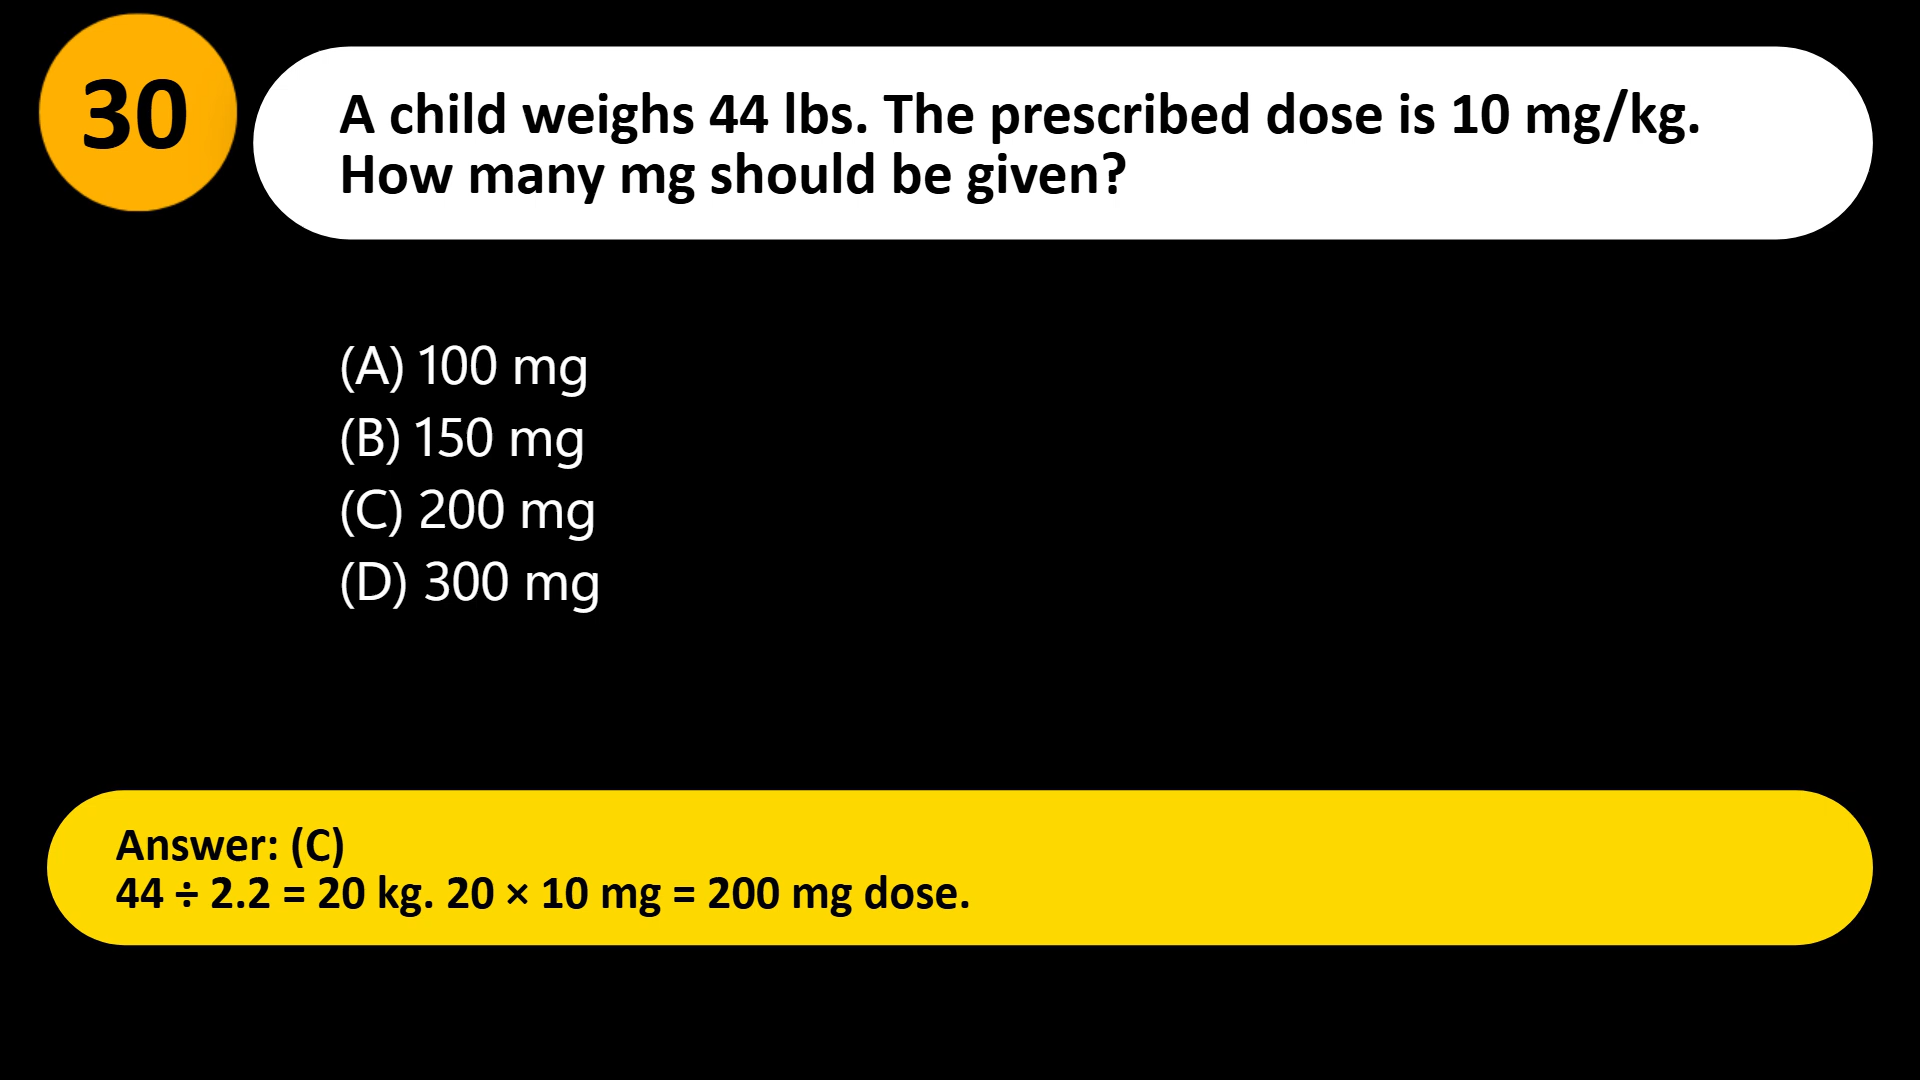 30
A child weighs 44 lbs. The prescribed dose is 10 mg/kg.
How many mg should be given?
(A) 100 mg
(B) 150 mg
(C) 200 mg
(D) 300 mg
Answer: (C)
44 ÷ 2.2 = 20 kg. 20 × 10 mg = 200 mg dose.